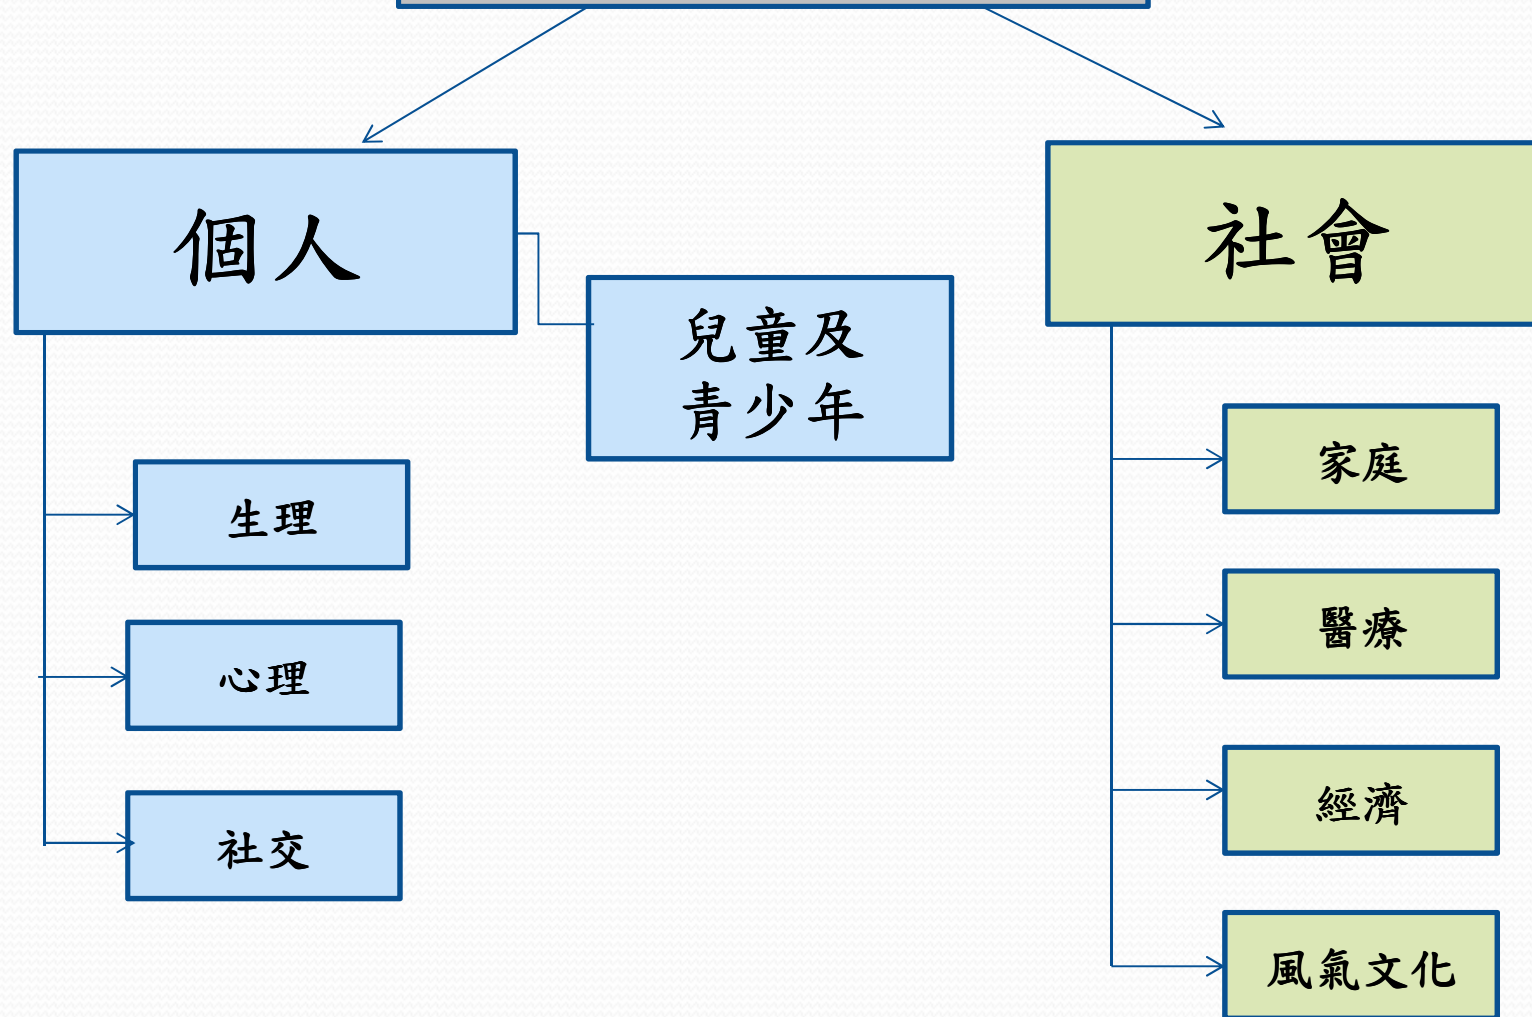 個人
兒童及
青少年
生理
心理
社交
社會
家庭
醫療
經濟
風氣文化